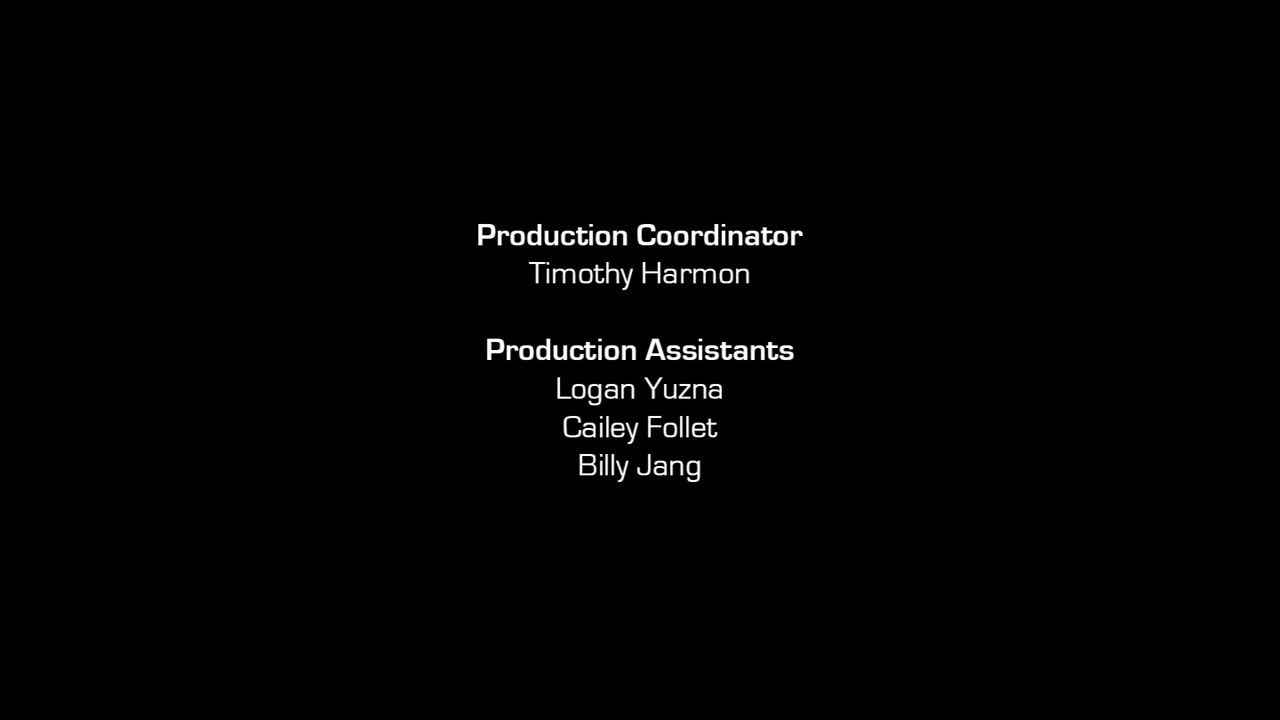 Production Coordinator
Timothy Harmon
Production Assistants
Logan Yuzna
Cailey Follet
Billy Jang